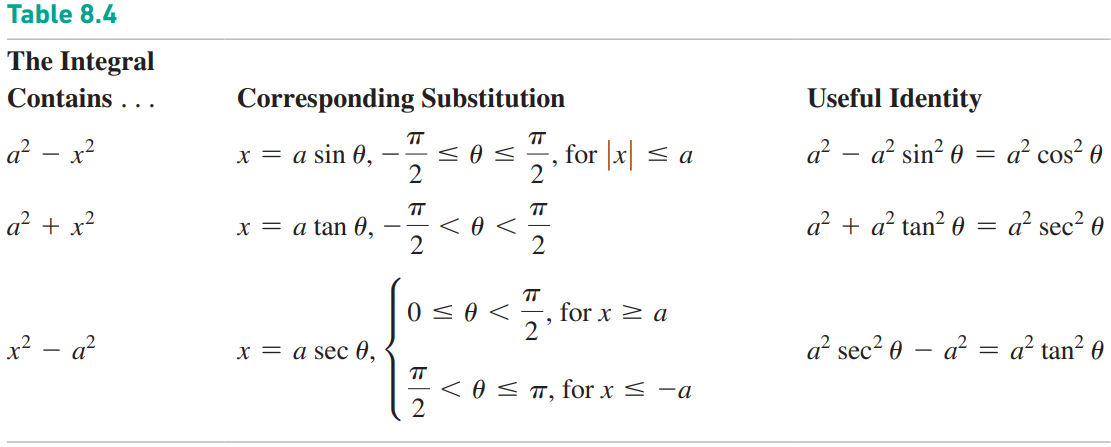 Table 8.4
The Integral
Contains . . .
Corresponding Substitution
Useful Identity
a² − x²
x = a sin θ, −π/2 ≤ θ ≤ π/2, for |x| ≤ a
a² − a² sin² θ = a² cos² θ
a² + x²
x = a tan θ, −π/2 < θ < π/2
a² + a² tan² θ = a² sec² θ
x² − a²
x = a sec θ, {
0 ≤ θ < π/2, for x ≥ a
π/2 < θ ≤ π, for x ≤ −a
a² sec² θ − a² = a² tan² θ